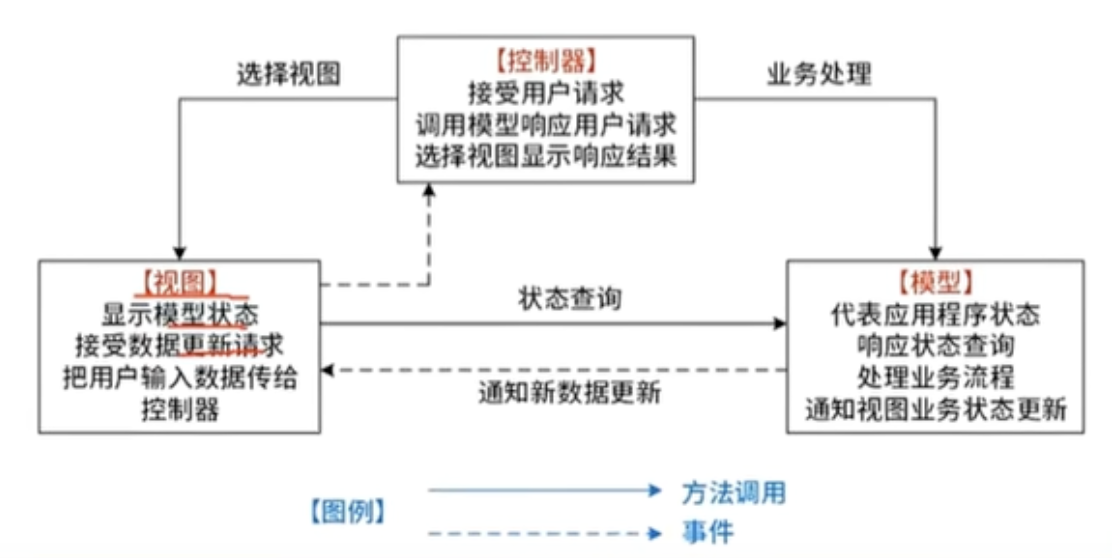 选择视图
【控制器】
接受用户请求
调用模型响应用户请求
选择视图显示响应结果
业务处理
【视图】
显示模型状态
接受数据更新请求
把用户输入数据传给
控制器
状态查询
通知新数据更新
【模型】
代表应用程序状态
响应状态查询
处理业务流程
通知视图业务状态更新
【图例】
方法调用
事件